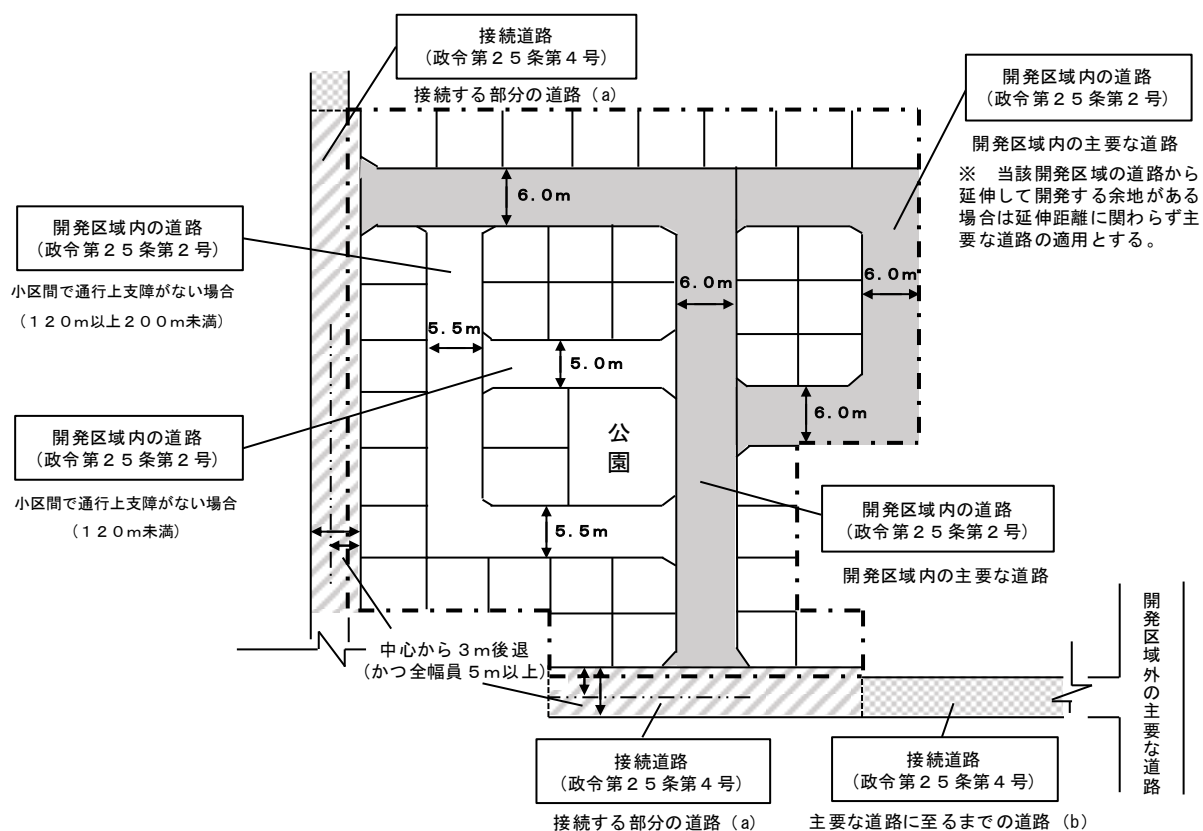 接続道路
（政令第２５条第４号）
接続する部分の道路（a）
開発区域内の道路
（政令第２５条第２号）
開発区域内の主要な道路
※　当該開発区域の道路から
延伸して開発する余地がある
場合は延伸距離に関わらず主
要な道路の適用とする。
6.0m
開発区域内の道路
（政令第２５条第２号）
小区間で通行上支障がない場合
（１２０ｍ以上２００ｍ未満）
6.0m
6.0m
5.5m
5.0m
6.0m
開発区域内の道路
（政令第２５条第２号）
小区間で通行上支障がない場合
（１２０ｍ未満）
公
園
開発区域内の道路
（政令第２５条第２号）
開発区域内の主要な道路
5.5m
中心から３ｍ後退
（かつ全幅員５ｍ以上）
開発区域外の主要な道路
接続道路
（政令第２５条第４号）
接続する部分の道路（a）
接続道路
（政令第２５条第４号）
主要な道路に至るまでの道路（b）